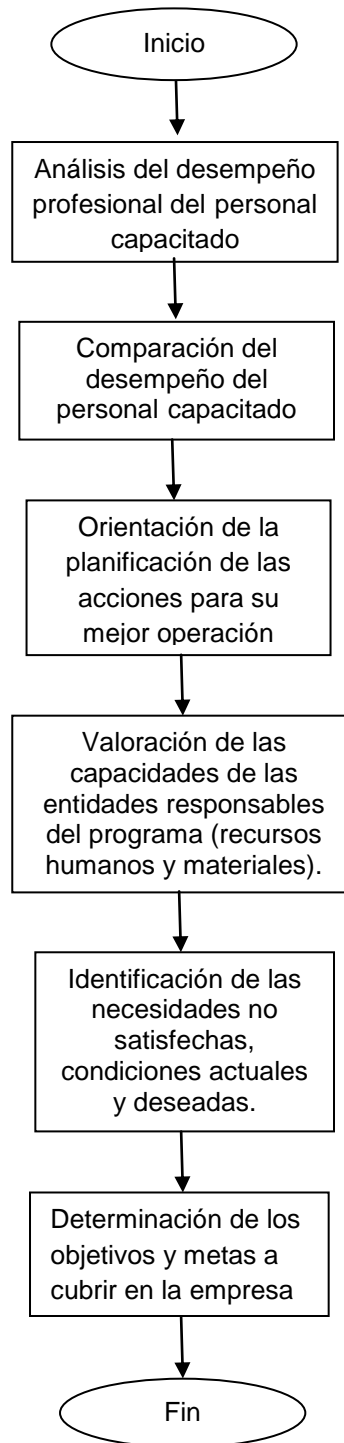 Inicio
Análisis del desempeño
profesional del personal
capacitado
Comparación del
desempeño del
personal capacitado
Orientación de la
planificación de las
acciones para su
mejor operación
Valoración de las
capacidades de las
entidades responsables
del programa (recursos
humanos y materiales).
Identificación de las
necesidades no
satisfechas,
condiciones actuales
y deseadas.
Determinación de los
objetivos y metas a
cubrir en la empresa
Fin